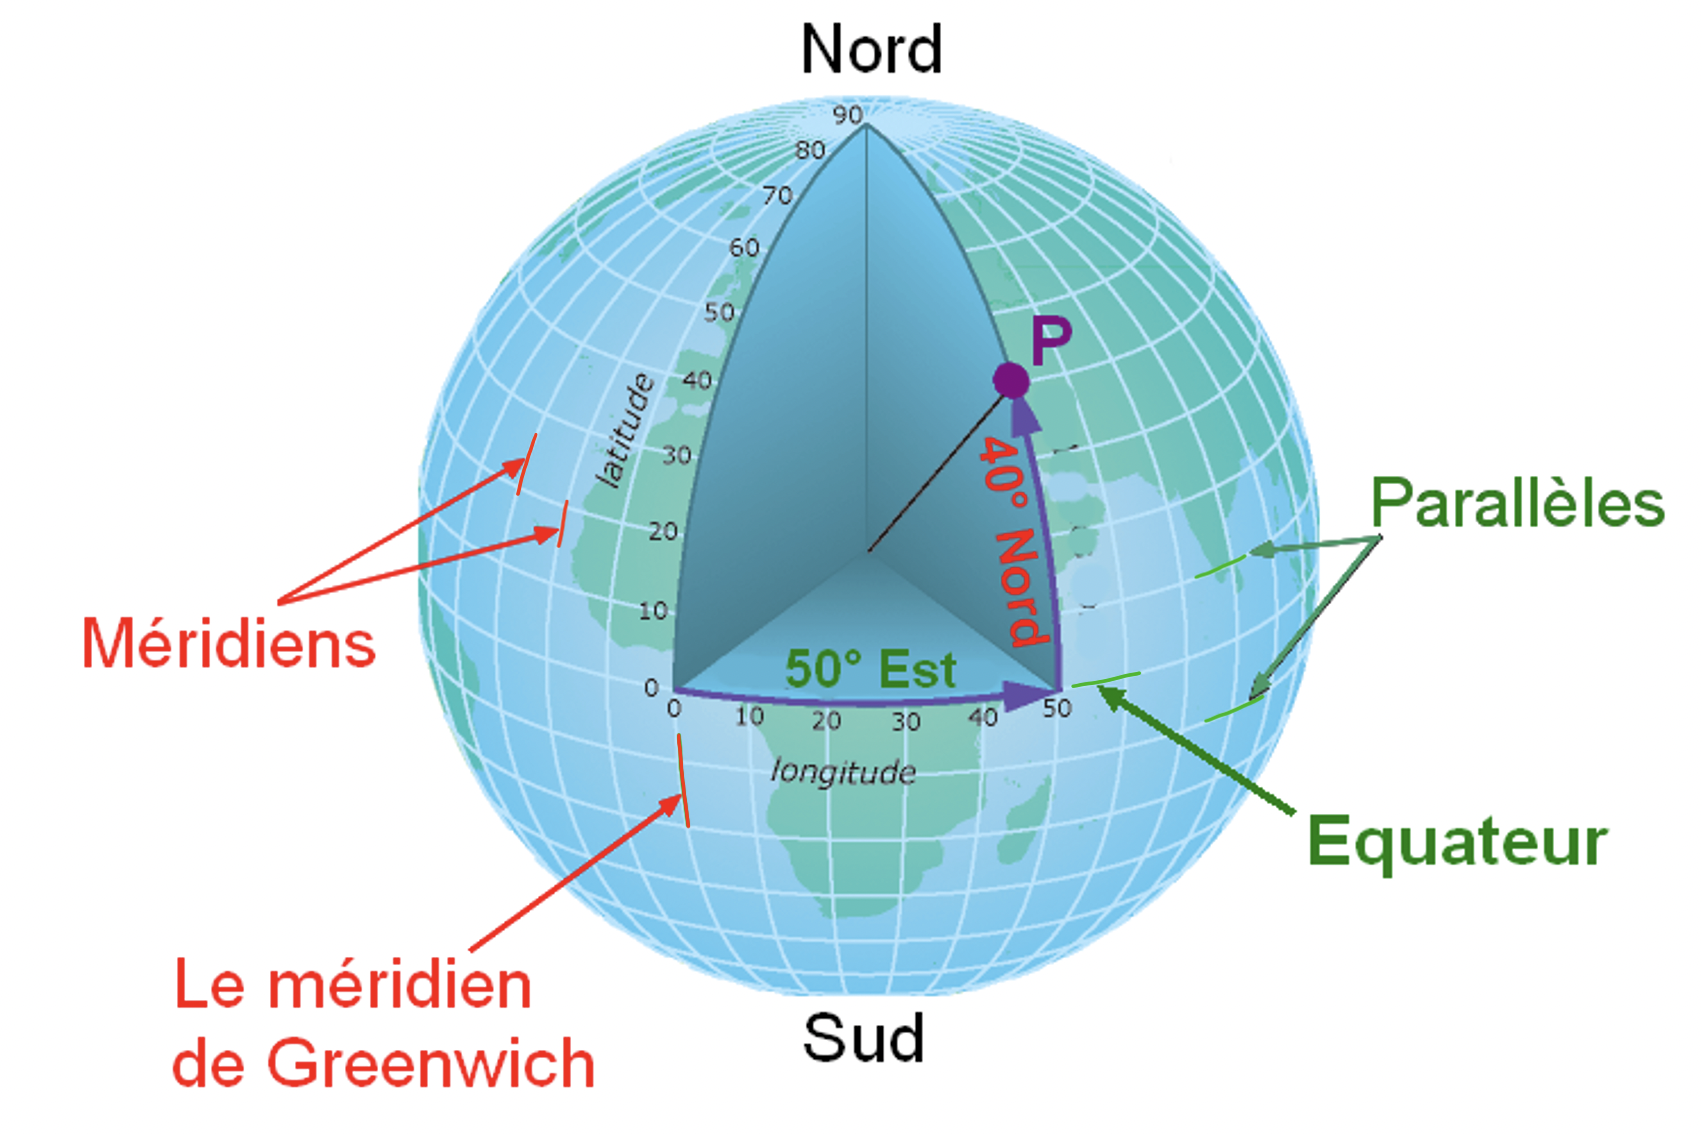 Nord
90
80
70
60
50
P
40
latitude
30
40° Nord
20
Parallèles
10
Méridiens
50° Est
0
0
10
20
30
40
50
longitude
Equateur
Le méridien
de Greenwich
Sud